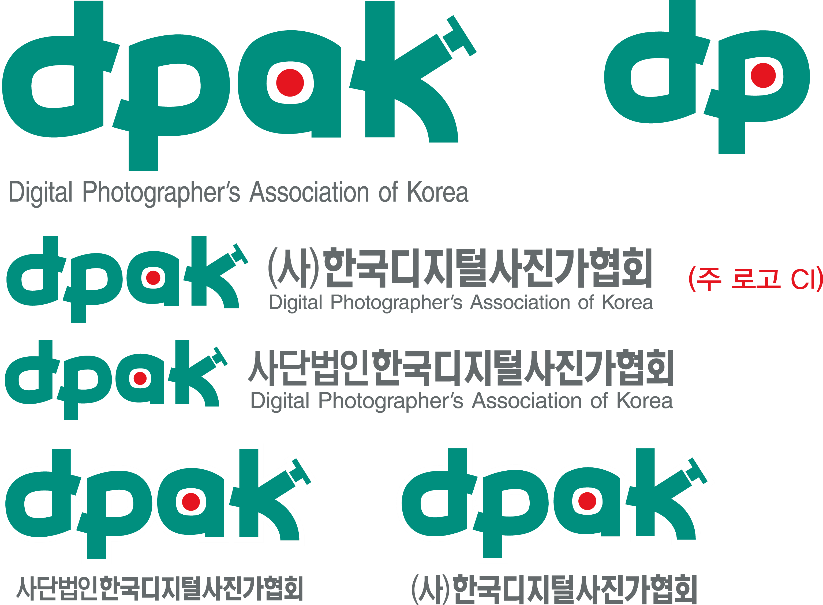 dpak
dp
Digital Photographer's Association of Korea
dpak
(사)한국디지털사진가협회
Digital Photographer's Association of Korea
(주 로고 CI)
dpak
사단법인한국디지털사진가협회
Digital Photographer's Association of Korea
dpak
사단법인한국디지털사진가협회
dpak
(사)한국디지털사진가협회